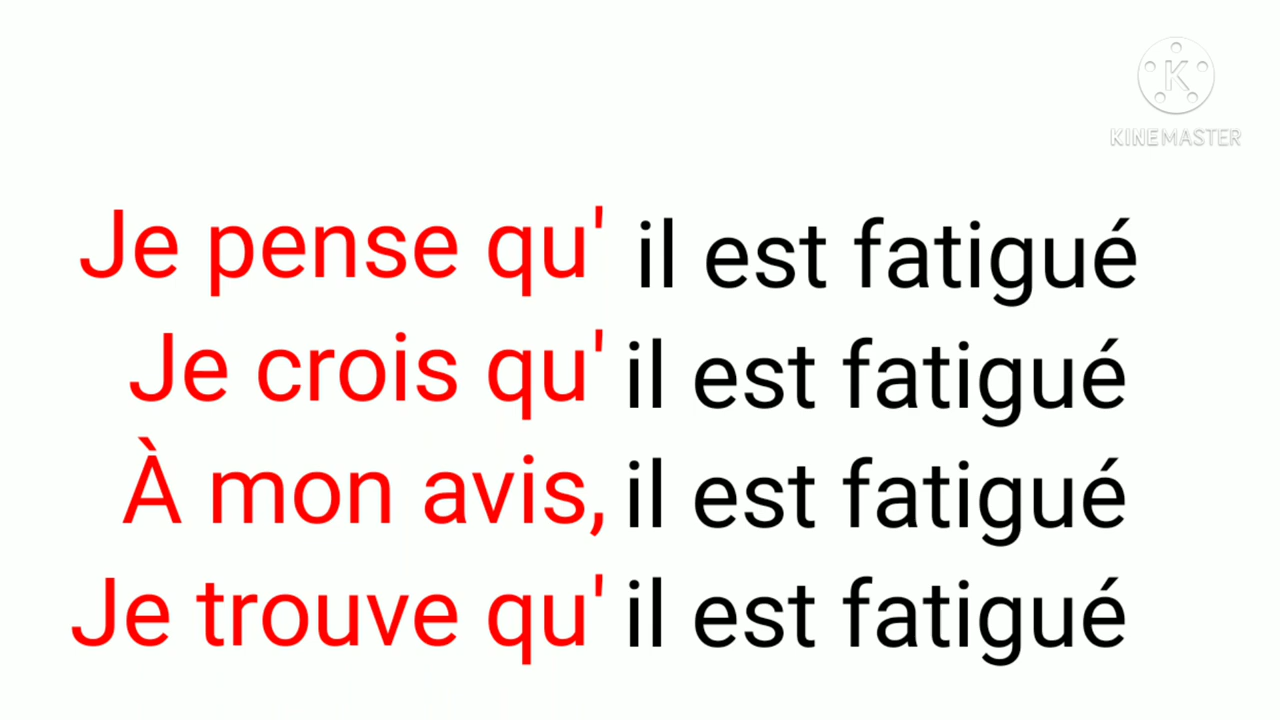 K
KINEMASTER
Je pense qu' il est fatigué
Je crois qu' il est fatigué
À mon avis, il est fatigué
Je trouve qu' il est fatigué